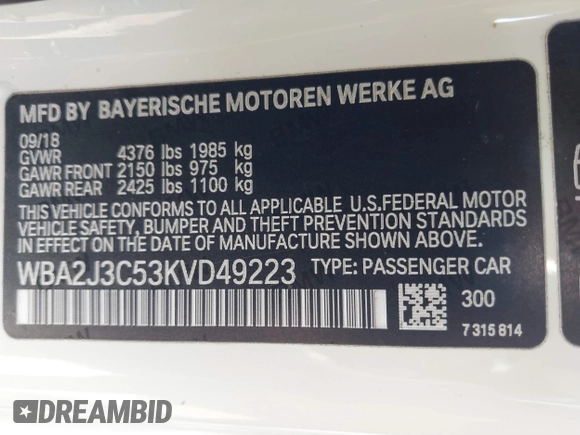 MFD BY BAYERISCHE MOTOREN WERKE AG
09/18
GVWR 4376 lbs 1985 kg
GAWR FRONT 2150 lbs 975 kg
GAWR REAR 2425 lbs 1100 kg
THIS VEHICLE CONFORMS TO ALL APPLICABLE U.S.FEDERAL MOTOR
VEHICLE SAFETY, BUMPER AND THEFT PREVENTION STANDARDS
IN EFFECT ON THE DATE OF MANUFACTURE SHOWN ABOVE.
WBA2J3C53KVD49223 TYPE: PASSENGER CAR
300
7 315 814
DREAMBID